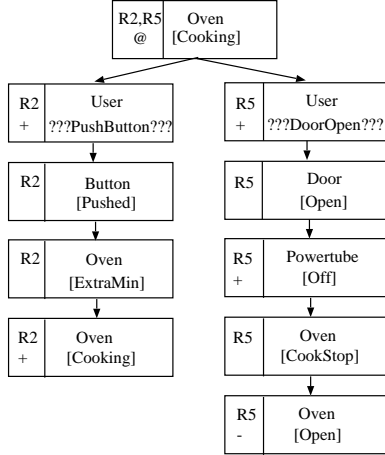 R2,R5 Oven
@ [Cooking]
R2 User
+ ???PushButton???
R2 Button
[Pushed]
R2 Oven
[ExtraMin]
R2 Oven
+ [Cooking]
R5 User
+ ???DoorOpen???
R5 Door
[Open]
R5 Powertube
+ [Off]
R5 Oven
[CookStop]
R5 Oven
- [Open]